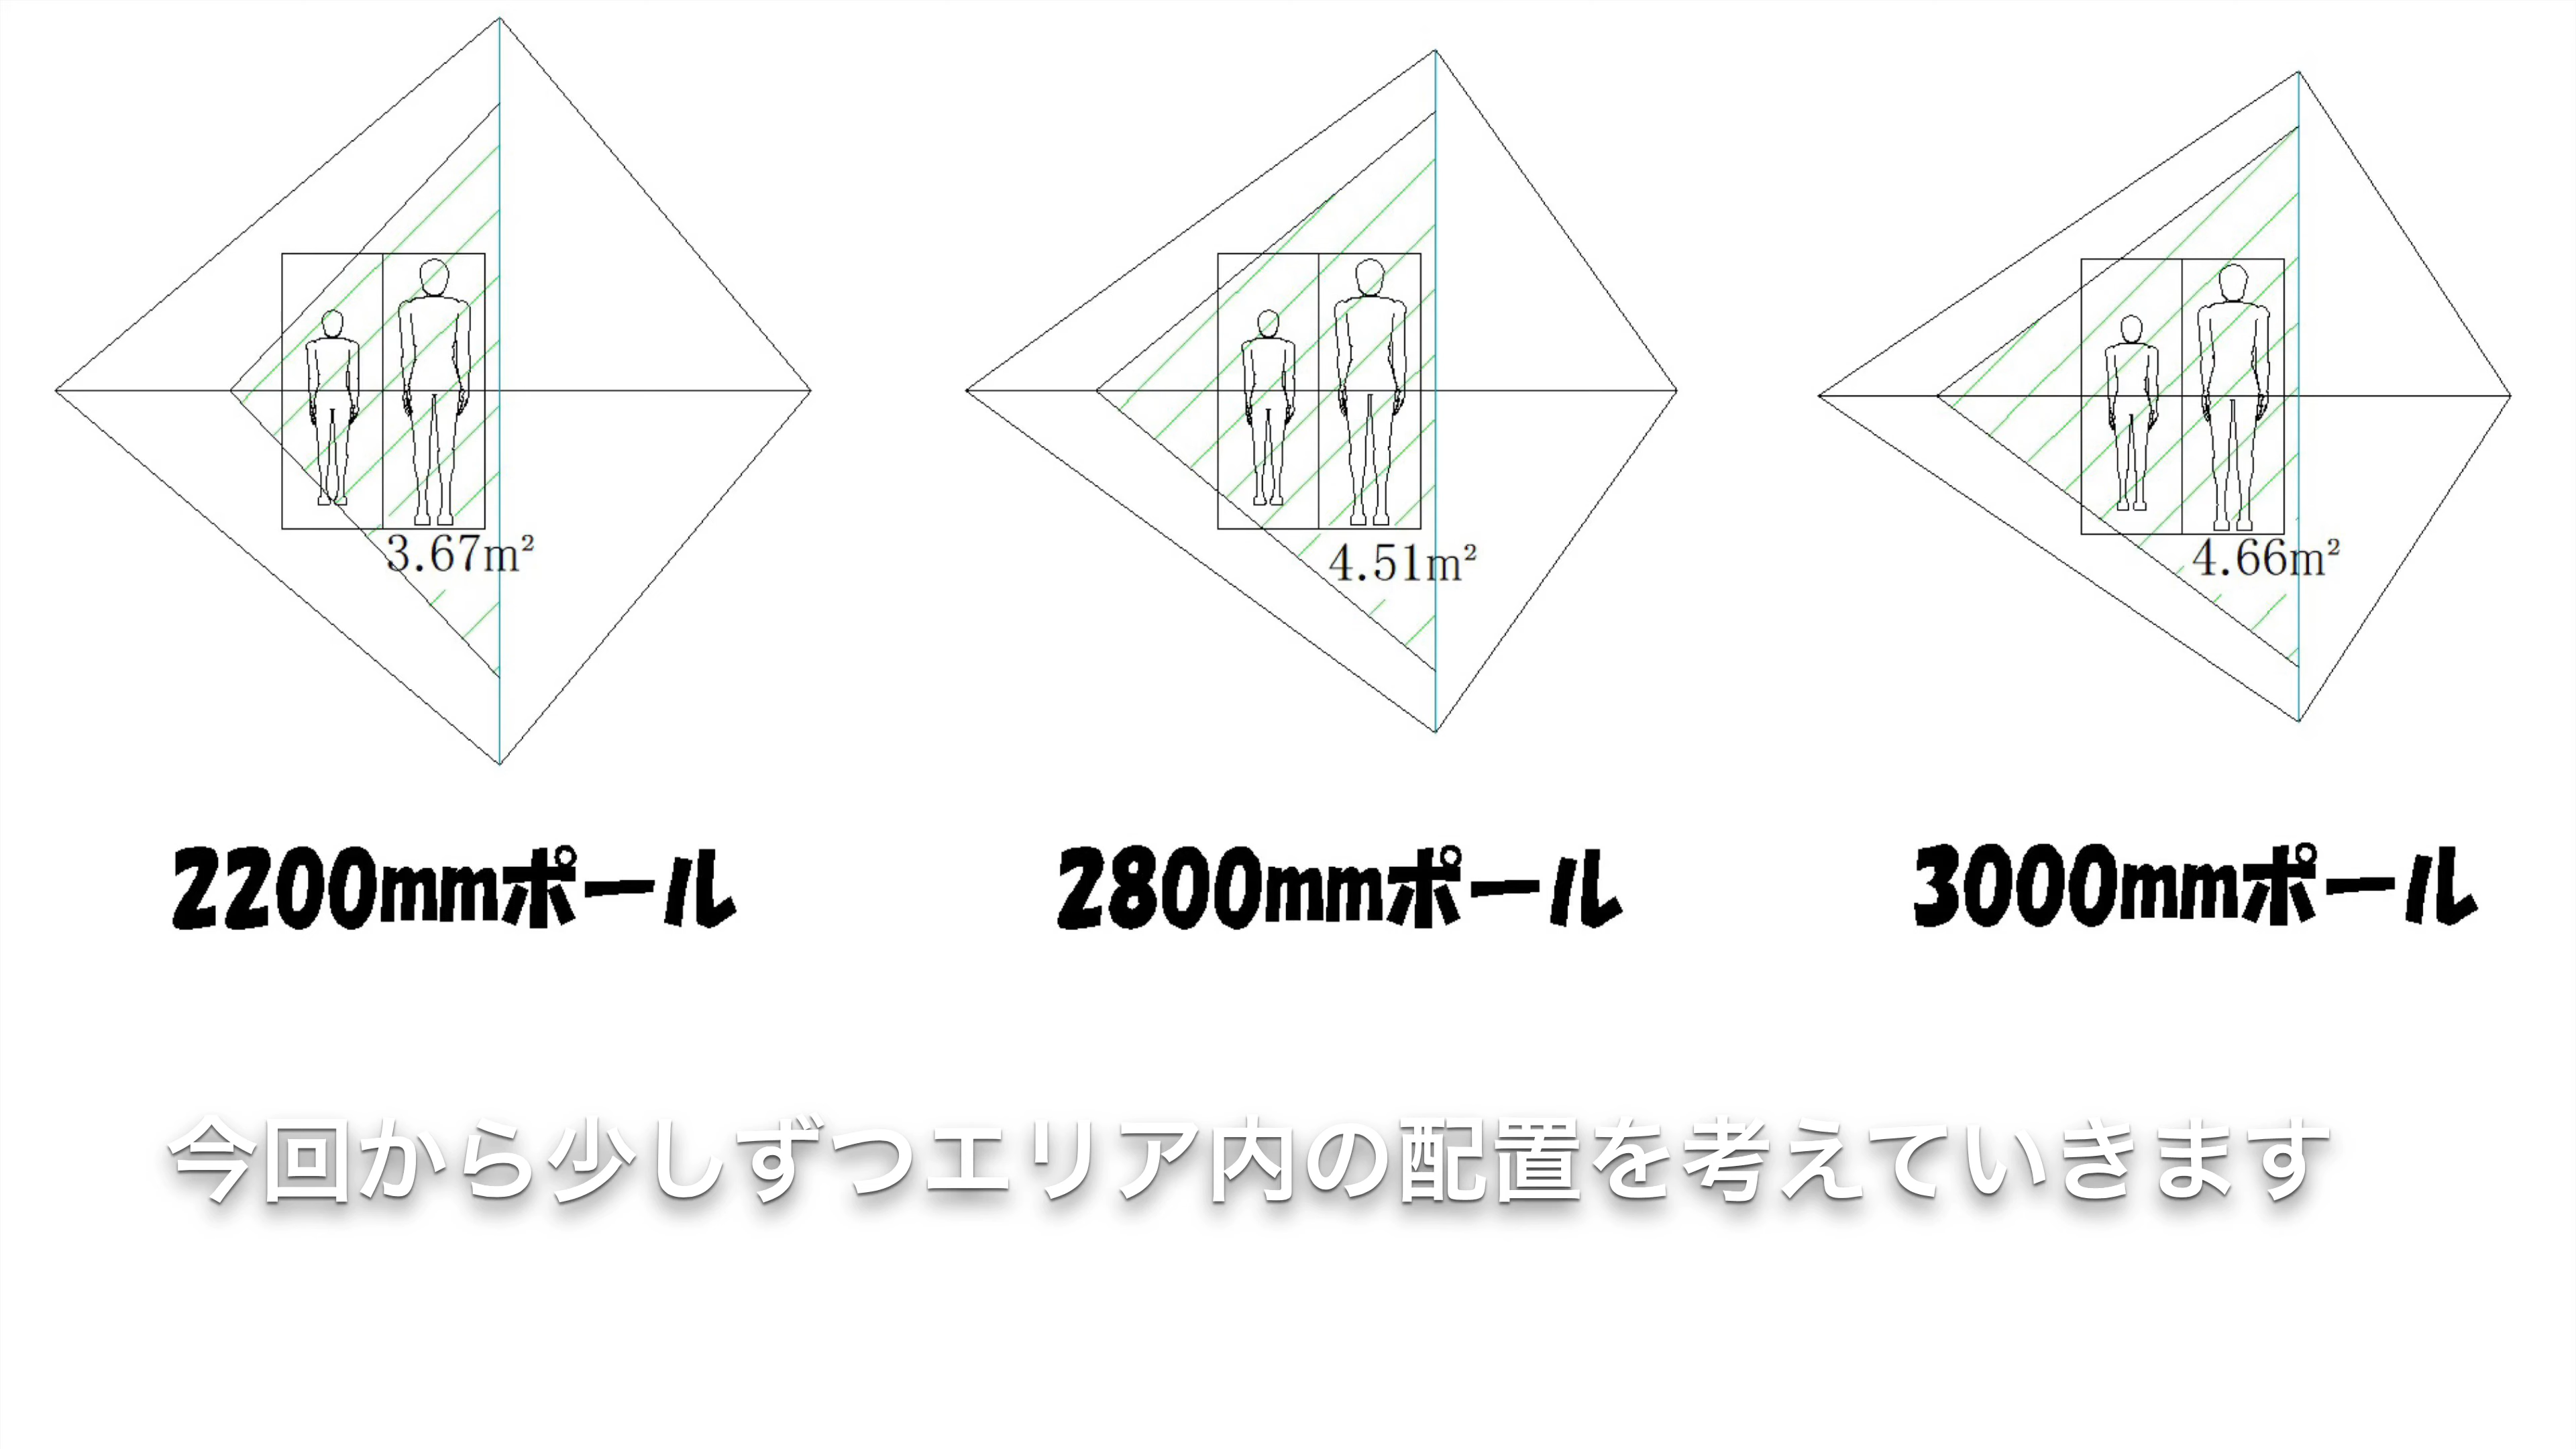 3.67m²
4.51m²
4.66m²
2200mmポール
2800mmポール
3000mmポール
今回から少しずつエリア内の配置を考えていきます